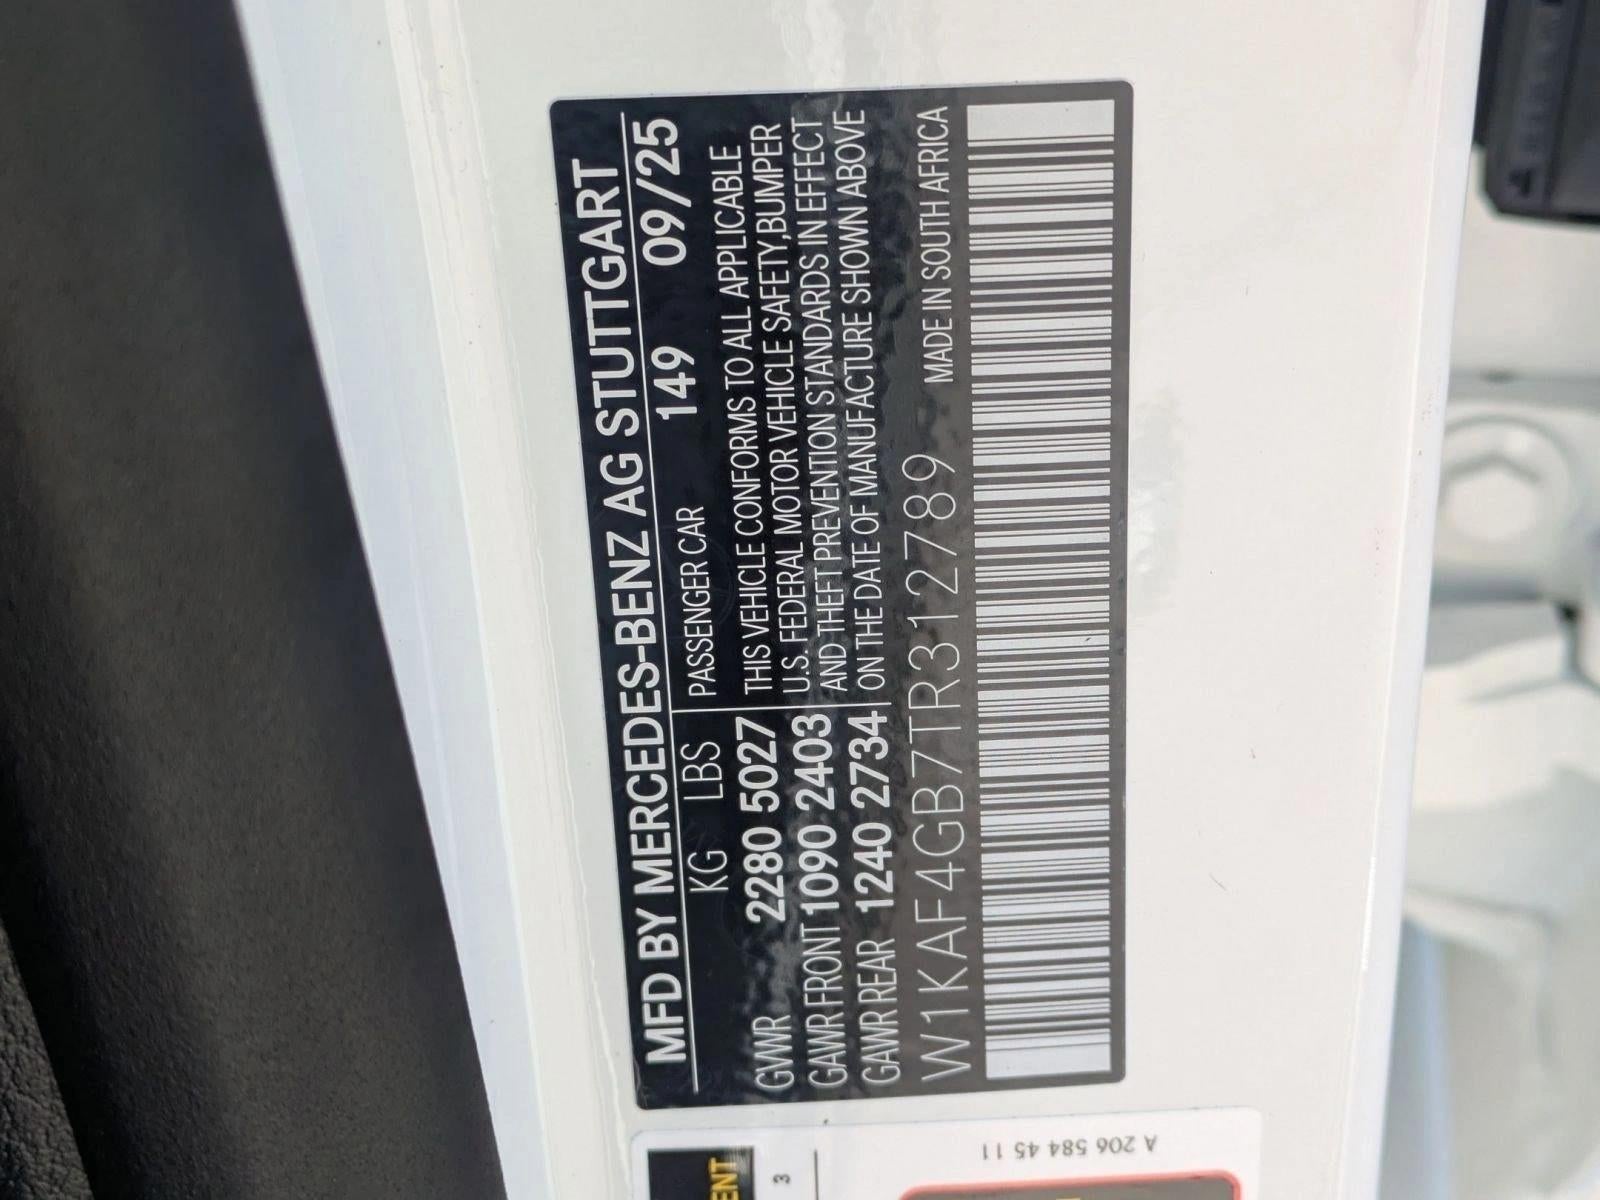 MFD BY MERCEDES-BENZ AG STUTTGART
KG LBS PASSENGER CAR 149 09/25
GVWR 2280 5027 THIS VEHICLE CONFORMS TO ALL APPLICABLE
GAWR FRONT 1090 2403 U.S. FEDERAL MOTOR VEHICLE SAFETY,BUMPER
GAWR REAR 1240 2734 AND THEFT PREVENTION STANDARDS IN EFFECT
ON THE DATE OF MANUFACTURE SHOWN ABOVE
W1KAF4GB7TR312789 MADE IN SOUTH AFRICA
A 206 584 45 11
ENT
3